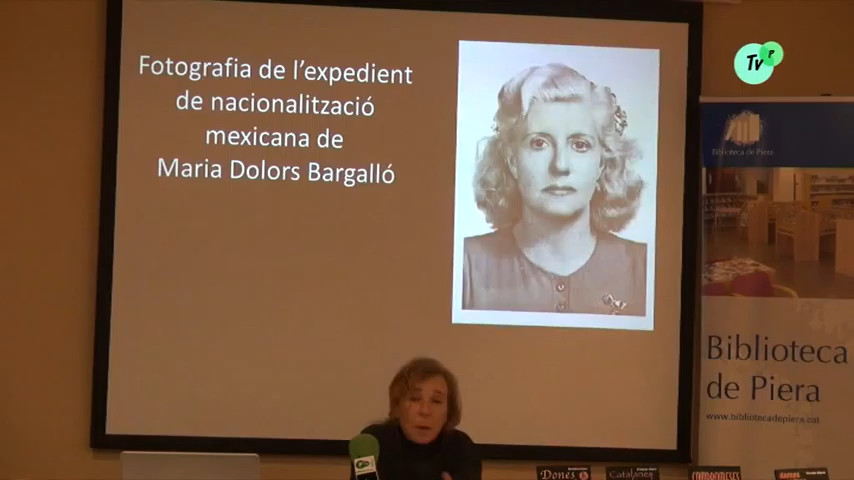 Fotografia de l'expedient
de nacionalització
mexicana de
Maria Dolors Bargalló
Tv P
Biblioteca de Piera
Biblioteca
de Piera
www.bibliotecadepiera.cat
Dones
Catalanes